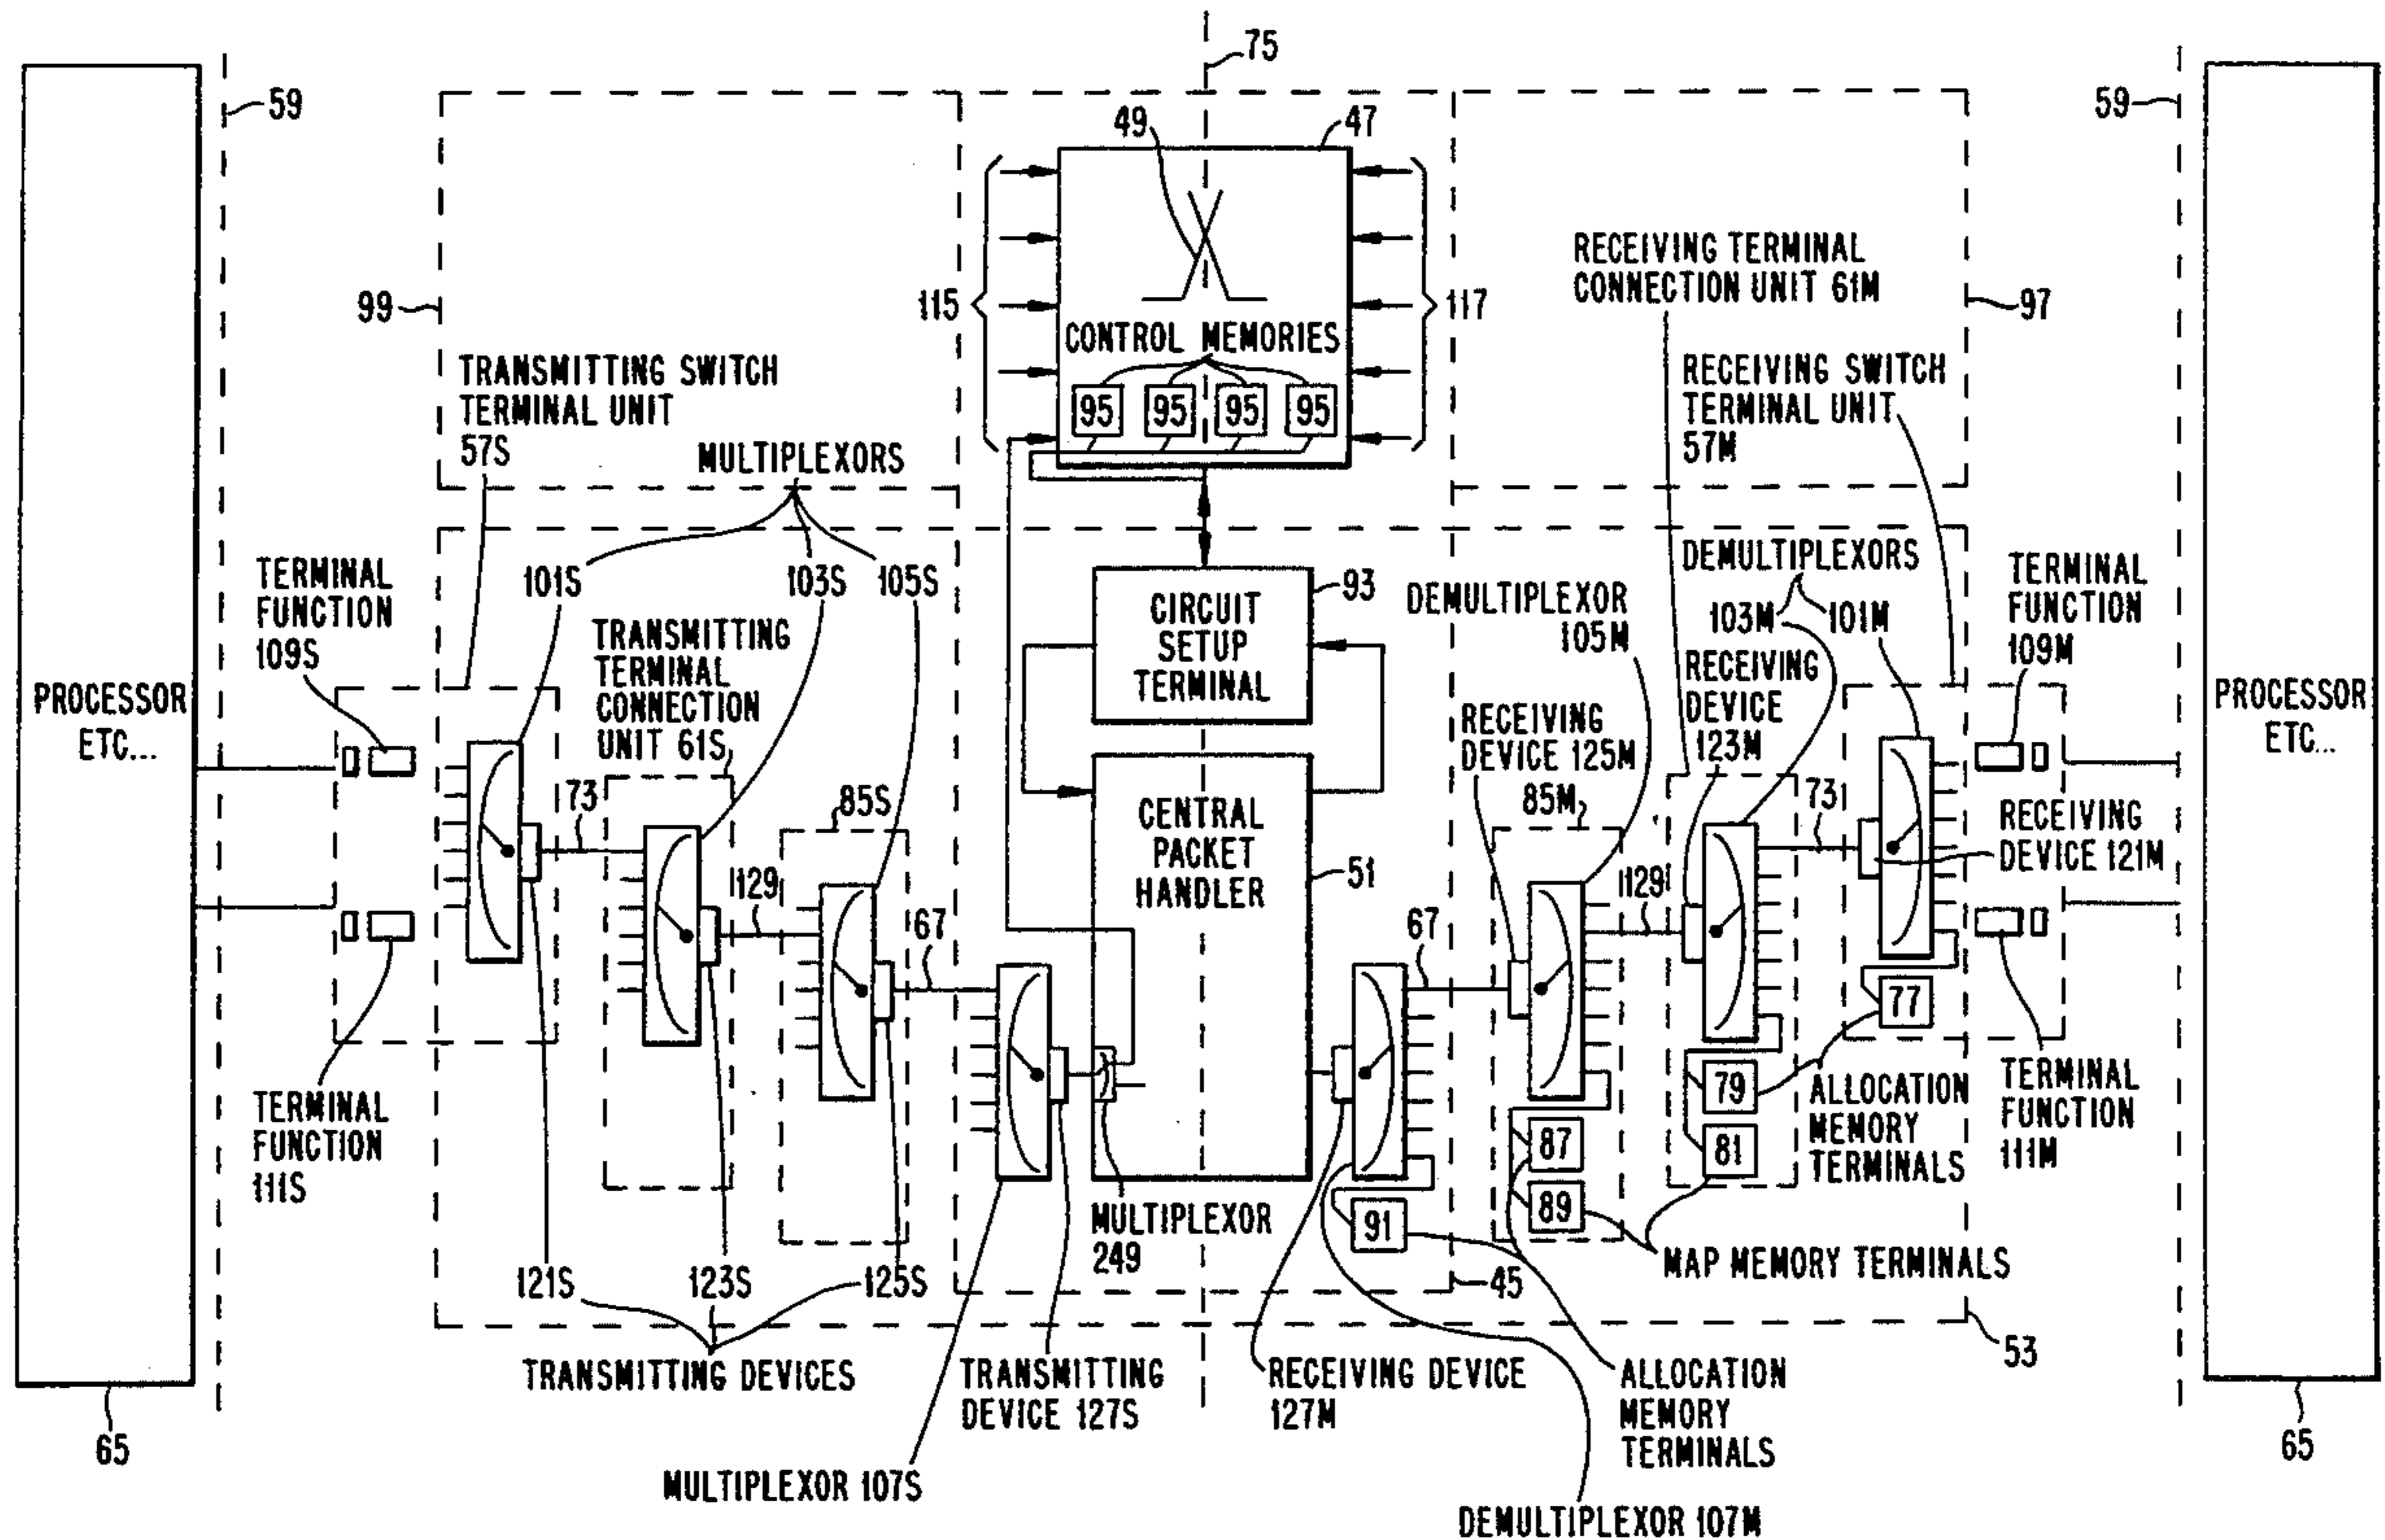 75
59
59
49
47
RECEIVING TERMINAL
CONNECTION UNIT 61M
99
115
117
97
CONTROL MEMORIES
TRANSMITTING SWITCH
TERMINAL UNIT
57S
RECEIVING SWITCH
TERMINAL UNIT
57M
95 95 95 95
MULTIPLEXORS
TERMINAL
FUNCTION
109S
101S
103S
105S
93
CIRCUIT
SETUP
TERMINAL
DEMULTIPLEXOR
105M
DEMULTIPLEXORS
103M
101M
TERMINAL
FUNCTION
109M
TRANSMITTING
TERMINAL
CONNECTION
UNIT 61S
RECEIVING
DEVICE
123M
PROCESSOR
ETC...
PROCESSOR
ETC...
RECEIVING
DEVICE 125M
85M
73
85S
CENTRAL
PACKET
HANDLER
51
73
RECEIVING
DEVICE 121M
129
67
67
129
77
TERMINAL
FUNCTION
111S
79
81
ALLOCATION
MEMORY
TERMINALS
TERMINAL
FUNCTION
111M
87
89
91
MULTIPLEXOR
249
MAP MEMORY TERMINALS
121S
123S
125S
45
53
TRANSMITTING DEVICES
TRANSMITTING
DEVICE 127S
RECEIVING DEVICE
127M
ALLOCATION
MEMORY
TERMINALS
65
65
MULTIPLEXOR 107S
DEMULTIPLEXOR 107M